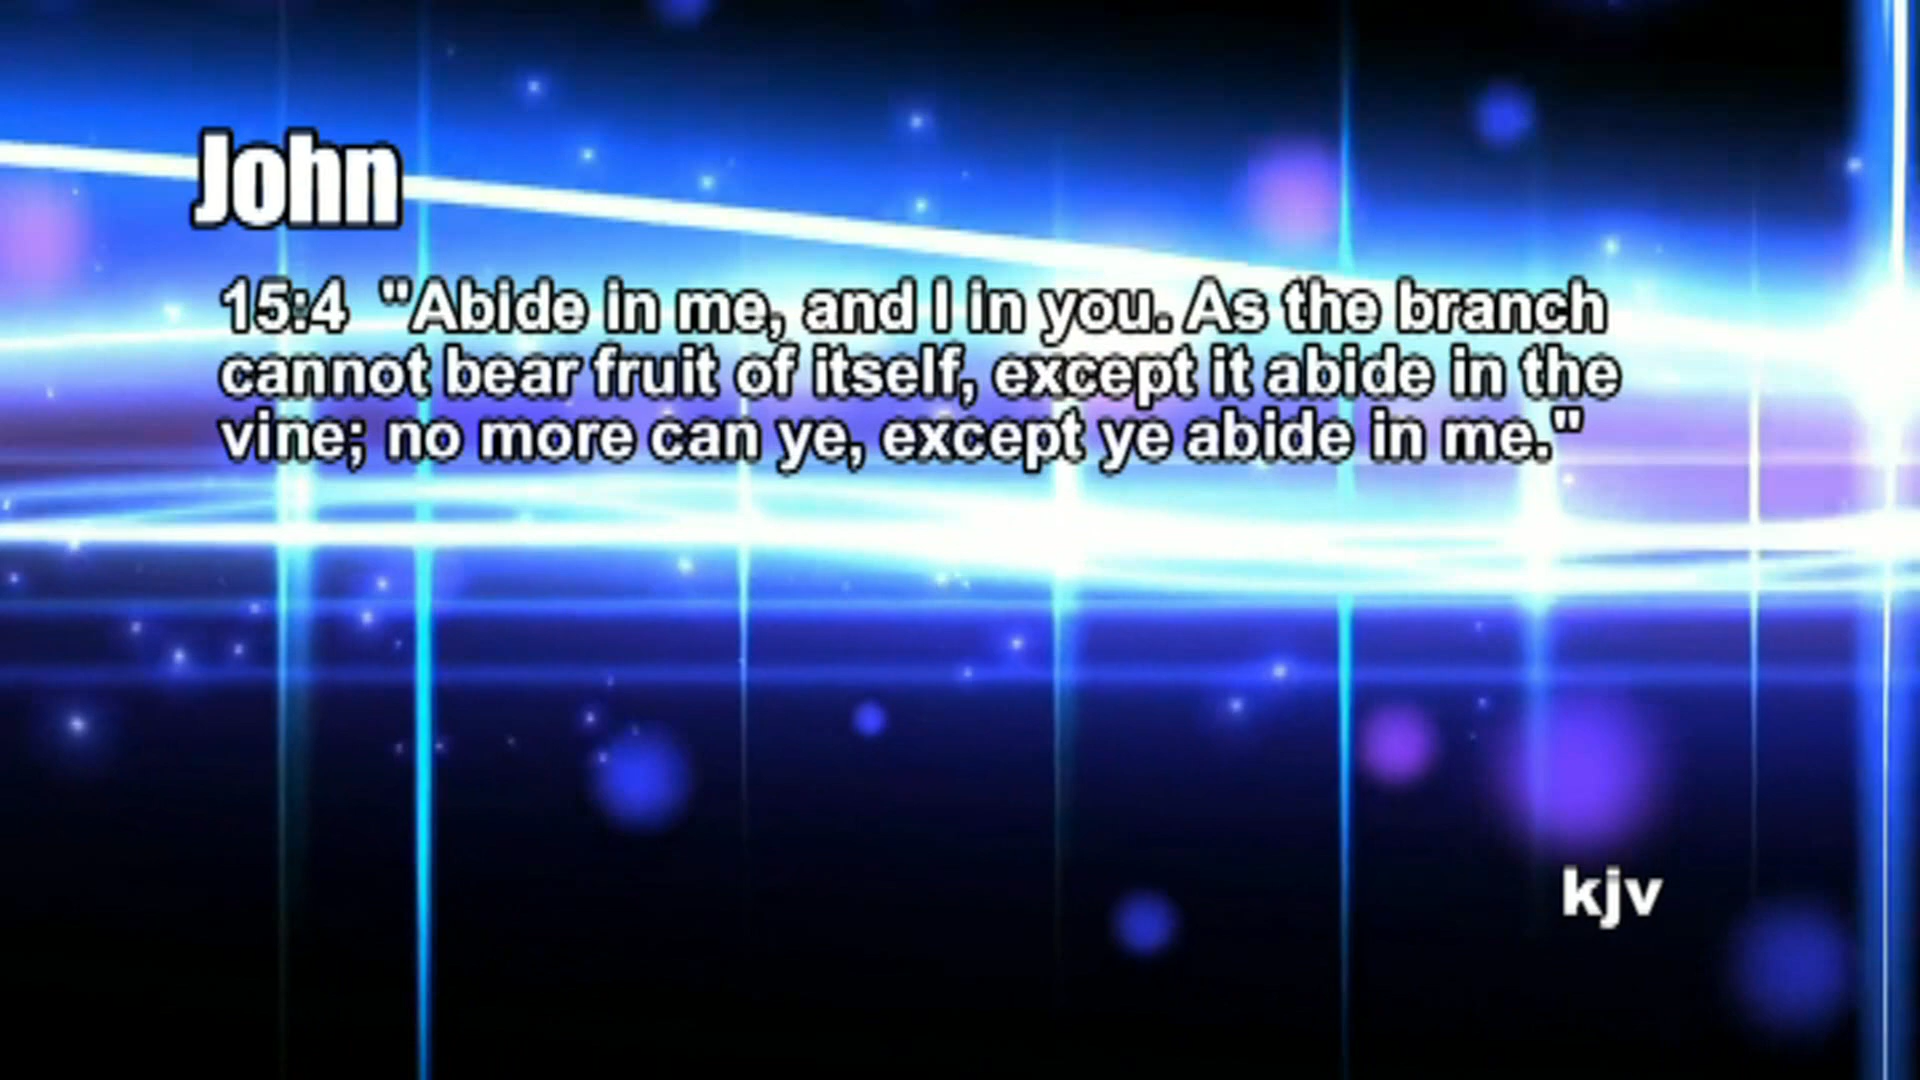 John
15:4 "Abide in me, and I in you. As the branch
cannot bear fruit of itself, except it abide in the
vine; no more can ye, except ye abide in me."
kjv